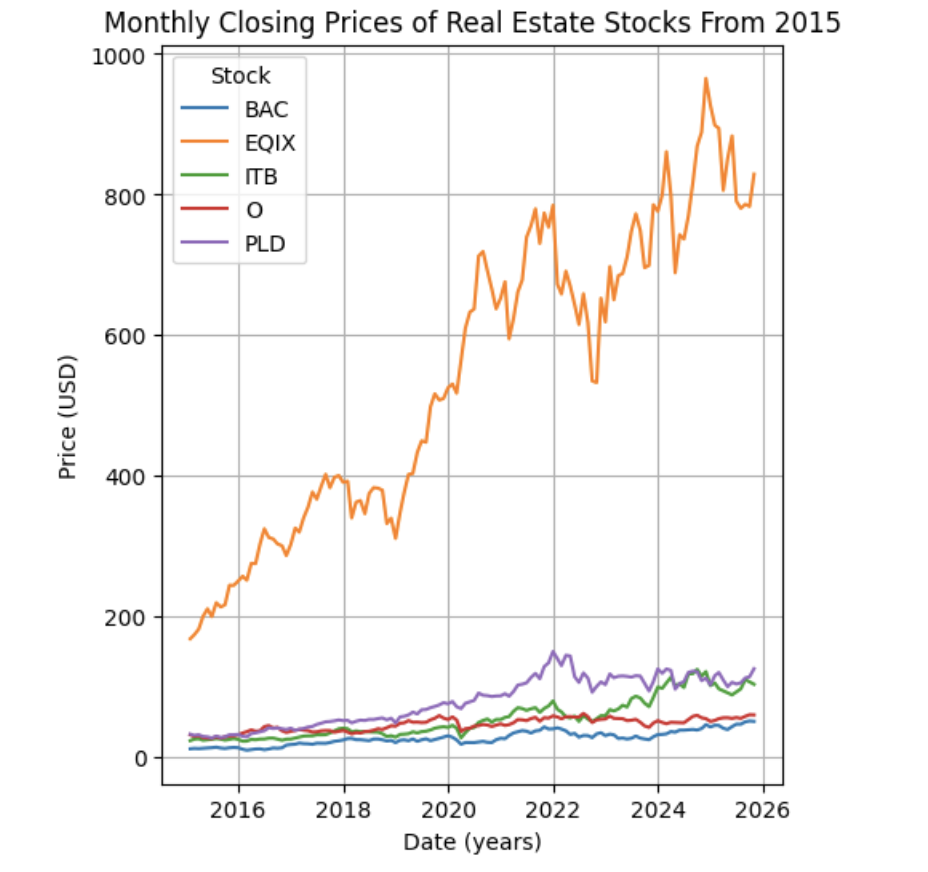 Monthly Closing Prices of Real Estate Stocks From 2015
1000
800
600
400
200
0
Price (USD)
Stock
BAC
EQIX
ITB
O
PLD
2016 2018 2020 2022 2024 2026
Date (years)